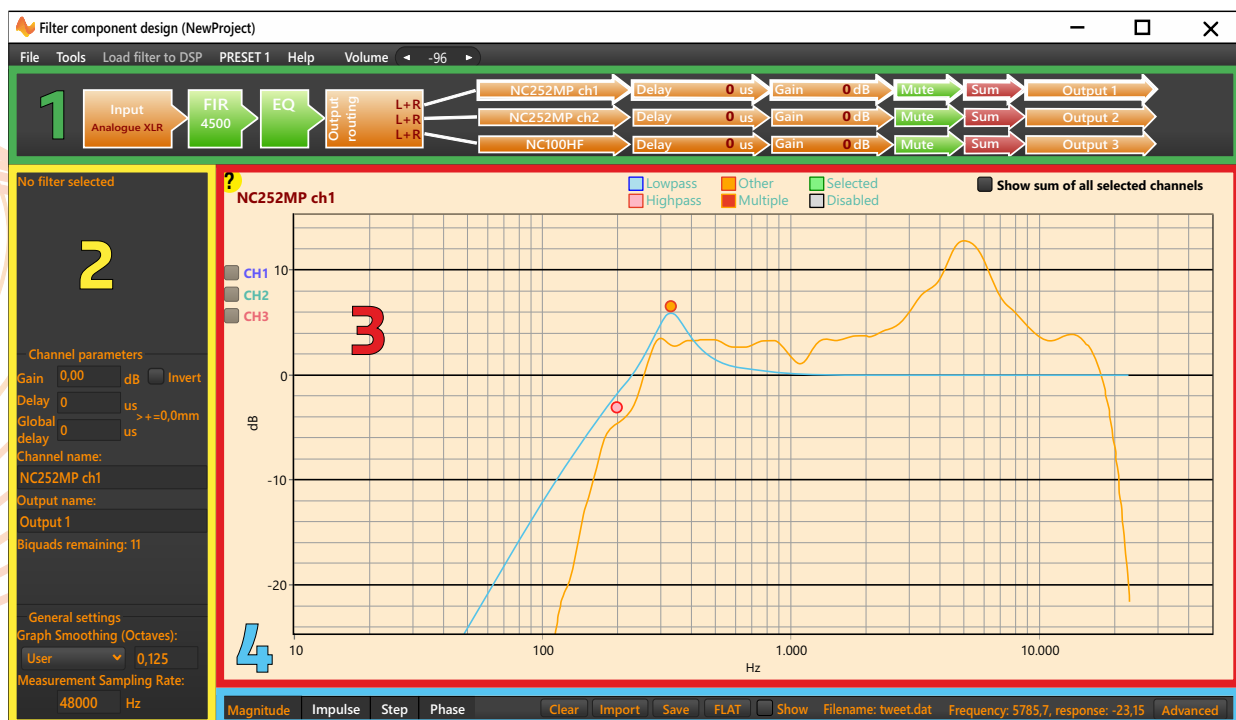 Filter component design (NewProject)
File Tools Load filter to DSP PRESET 1 Help Volume -96
1
Input
Analogue XLR
FIR
4500
EQ
Output
routing
L+R
L+R
L+R
NC252MP ch1 Delay 0 us Gain 0 dB Mute Sum Output 1
NC252MP ch2 Delay 0 us Gain 0 dB Mute Sum Output 2
NC100HF Delay 0 us Gain 0 dB Mute Sum Output 3
No filter selected
2
Channel parameters
Gain 0,00 dB Invert
Delay 0 us
>+=0,0mm
Global
delay
0 us
Channel name:
NC252MP ch1
Output name:
Output 1
Biquads remaining: 11
General settings
Graph Smoothing (Octaves):
User 0,125
Measurement Sampling Rate:
48000 Hz
?
NC252MP ch1
Lowpass Other Selected
Highpass Multiple Disabled
Show sum of all selected channels
CH1
CH2
CH3
3
10
0
-10
-20
dB
10 100 1.000 10.000
Hz
4
Magnitude Impulse Step Phase Clear Import Save FLAT Show Filename: tweet.dat Frequency: 5785,7, response: -23,15 Advanced